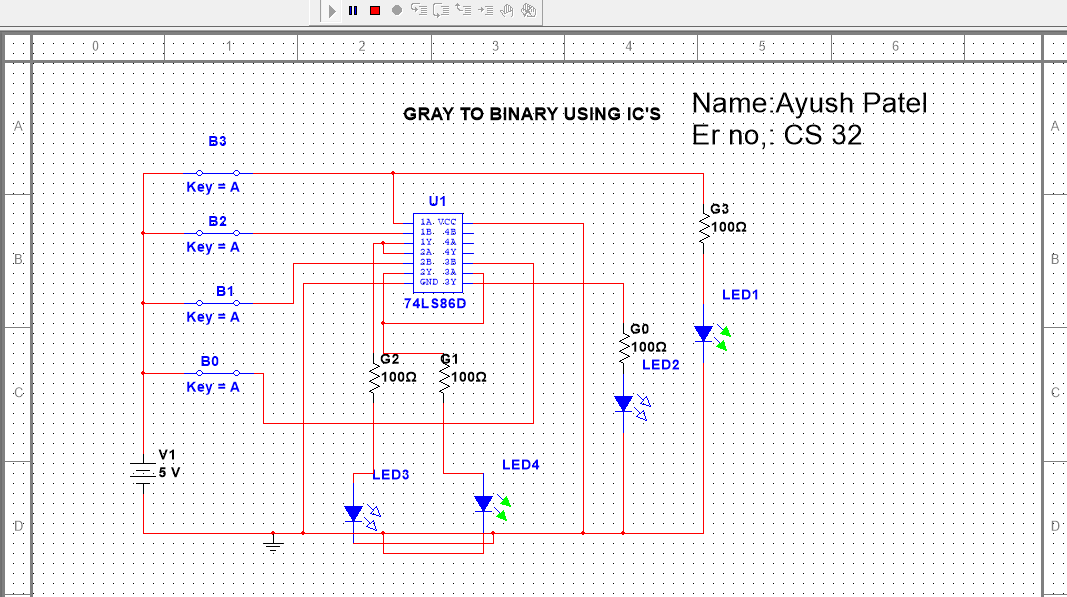 0 1 2 3 4 5 6
GRAY TO BINARY USING IC'S
Name:Ayush Patel
Er no,: CS 32
A
A
B3
Key = A
B2
Key = A
U1
1A VCC
1B 4B
1Y 4A
2A 4Y
2B 3B
2Y 3A
GND 3Y
74LS86D
G3
100Ω
B
B
B1
Key = A
LED1
B0
Key = A
G2
100Ω
G1
100Ω
G0
100Ω
LED2
C
C
V1
5 V
LED3
LED4
D
D